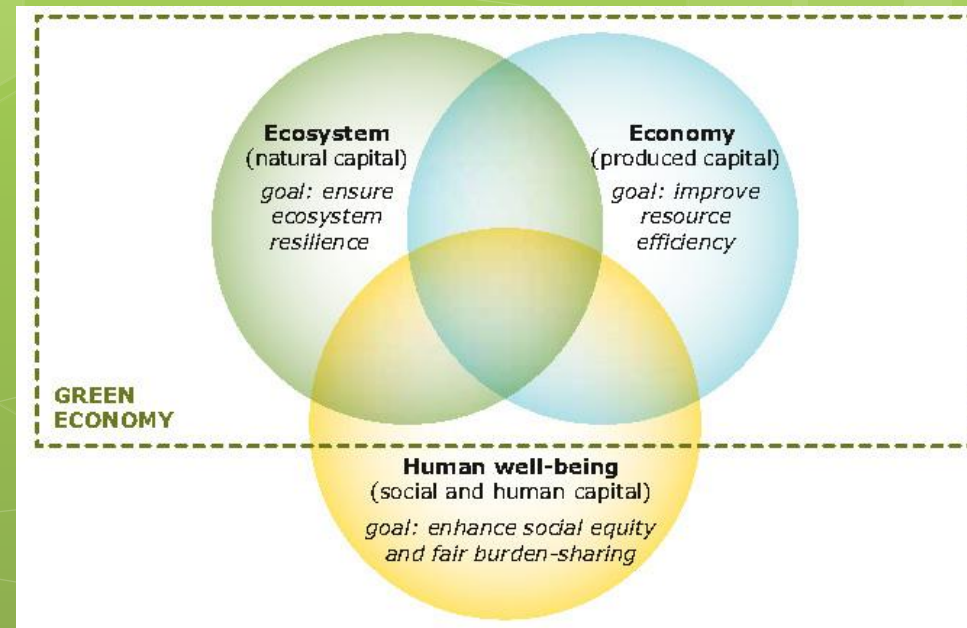 Ecosystem
(natural capital)
goal: ensure
ecosystem
resilience
Economy
(produced capital)
goal: improve
resource
efficiency
GREEN
ECONOMY
Human well-being
(social and human capital)
goal: enhance social equity
and fair burden-sharing